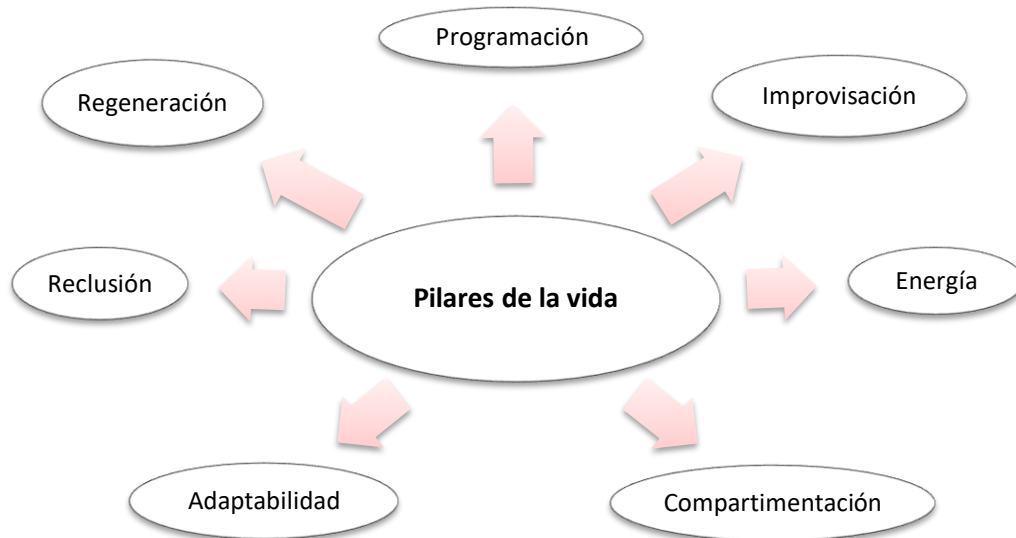 Programación
Regeneración
Improvisación
Reclusión
Pilares de la vida
Energía
Adaptabilidad
Compartimentación